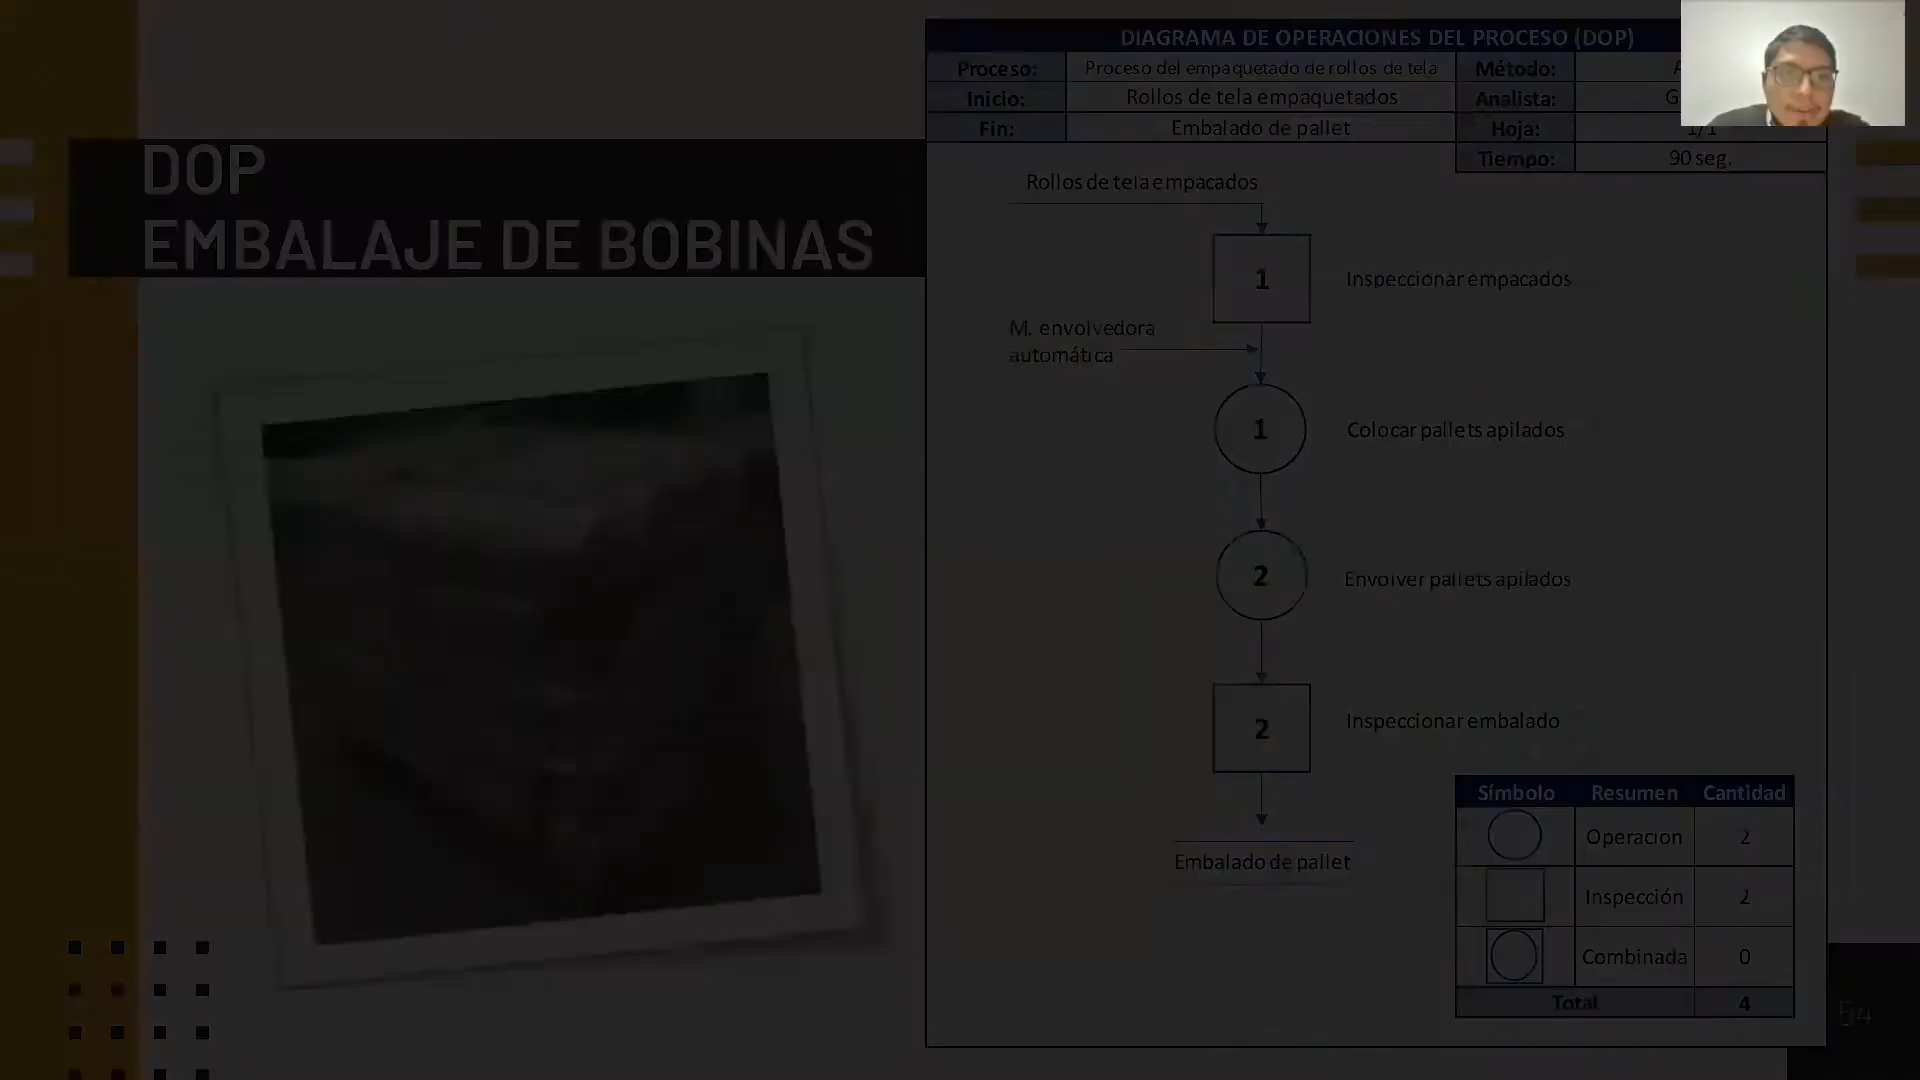 DOP
EMBALAJE DE BOBINAS
DIAGRAMA DE OPERACIONES DEL PROCESO (DOP)
Proceso: Proceso del empaquetado de rollos de tela Método: A
Inicio: Rollos de tela empaquetados Analista: G
Fin: Embalado de pallet Hoja: 1/1
Tiempo: 90 seg.
Rollos de tela empacados
1 Inspeccionar empacados
M. envolvedora
automática
1 Colocar pallets apilados
2 Envolver pallets apilados
2 Inspeccionar embalado
Embalado de pallet
Símbolo Resumen Cantidad
Operacion 2
Inspección 2
Combinada 0
Total 4
54